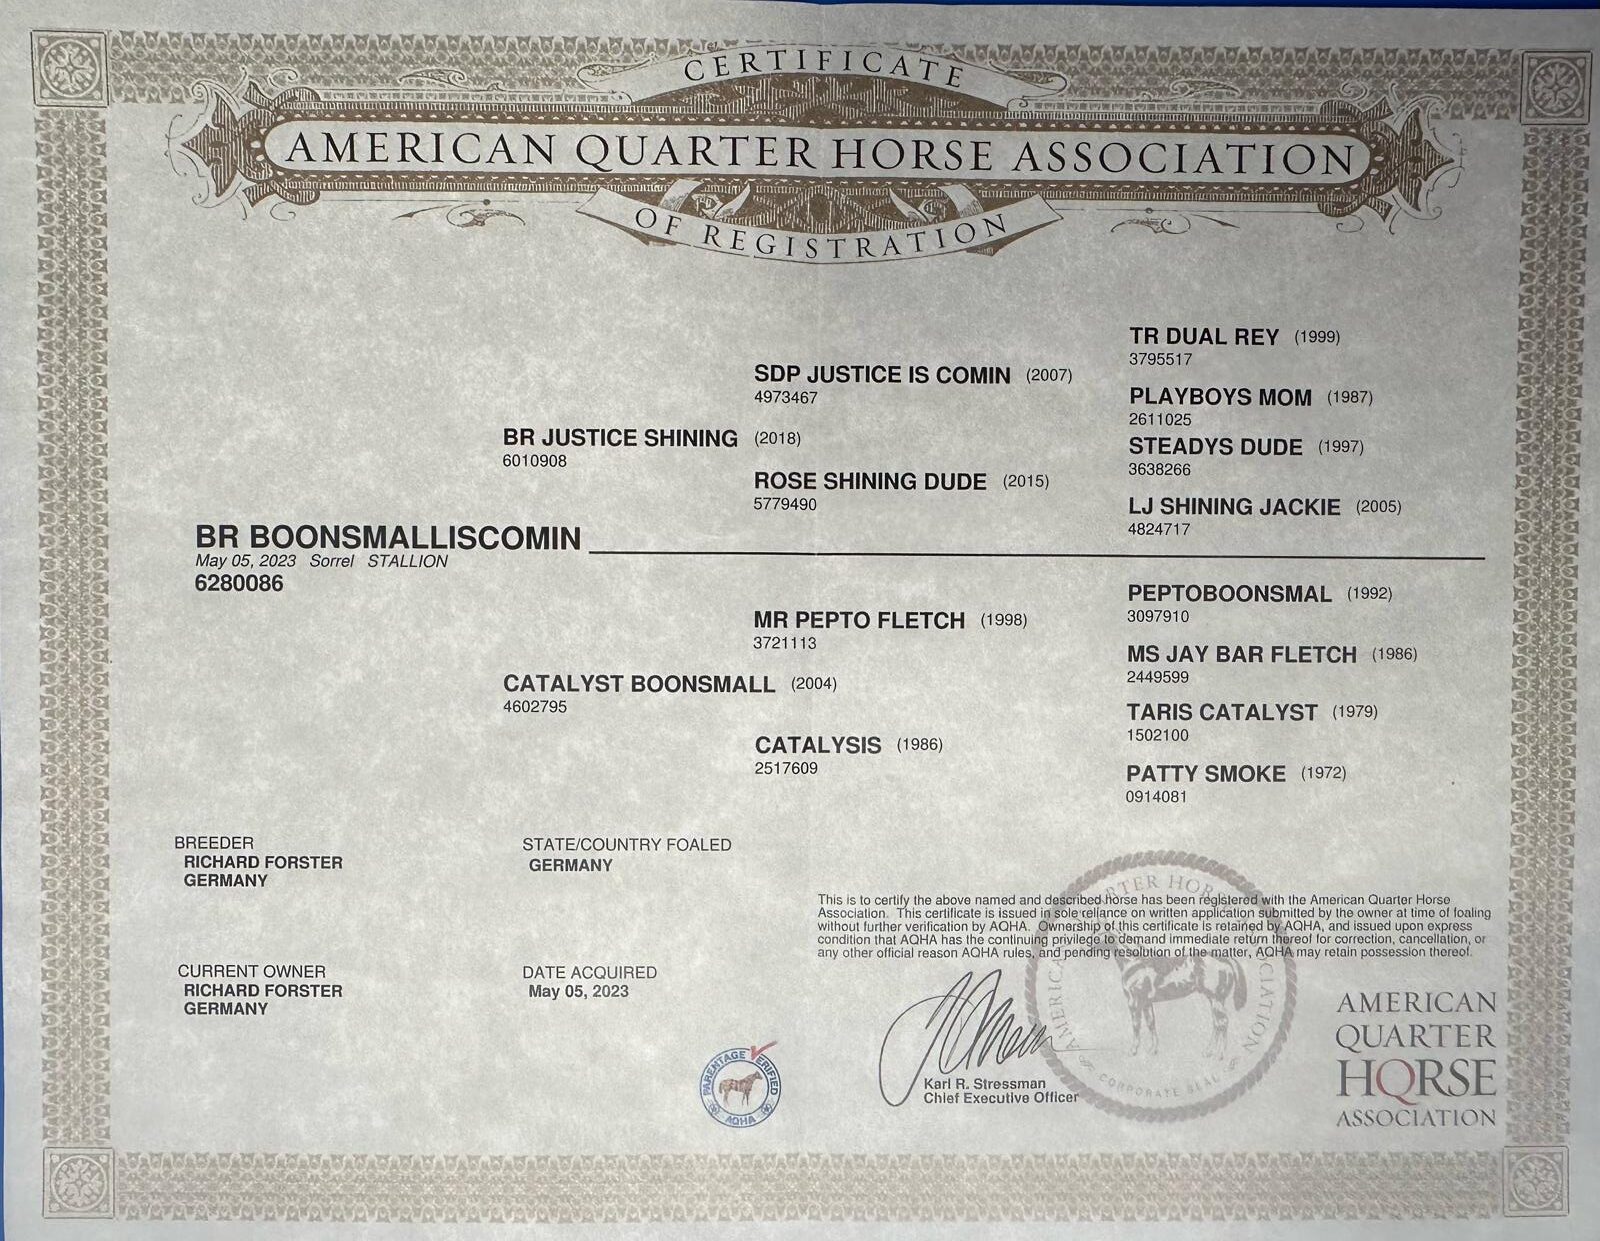 CERTIFICATE
AMERICAN QUARTER HORSE ASSOCIATION
OF REGISTRATION
TR DUAL REY (1999)
3795517
SDP JUSTICE IS COMIN (2007)
4973467
PLAYBOYS MOM (1987)
2611025
BR JUSTICE SHINING (2018)
6010908
STEADYS DUDE (1997)
3638266
ROSE SHINING DUDE (2015)
5779490
LJ SHINING JACKIE (2005)
4824717
BR BOONSMALLISCOMIN
May 05, 2023 Sorrel STALLION
6280086
PEPTOBOONSMAL (1992)
3097910
MR PEPTO FLETCH (1998)
3721113
MS JAY BAR FLETCH (1986)
2449599
CATALYST BOONSMALL (2004)
4602795
TARIS CATALYST (1979)
1502100
CATALYSIS (1986)
2517609
PATTY SMOKE (1972)
0914081
BREEDER
RICHARD FORSTER
GERMANY
STATE/COUNTRY FOALED
GERMANY
CURRENT OWNER
RICHARD FORSTER
GERMANY
DATE ACQUIRED
May 05, 2023
This is to certify the above named and described horse has been registered with the American Quarter Horse
Association. This certificate is issued in sole reliance on written application submitted by the owner at time of foaling
without further verification by AQHA. Ownership of this certificate is retained by AQHA, and issued upon express
condition that AQHA has the continuing privilege to demand immediate return thereof for correction, cancellation, or
any other official reason AQHA rules, and pending resolution of the matter, AQHA may retain possession thereof.
PARENTAGE VERIFIED
AQHA
Karl R. Stressman
Chief Executive Officer
CORPORATE SEAL
AMERICAN
QUARTER
HORSE
ASSOCIATION